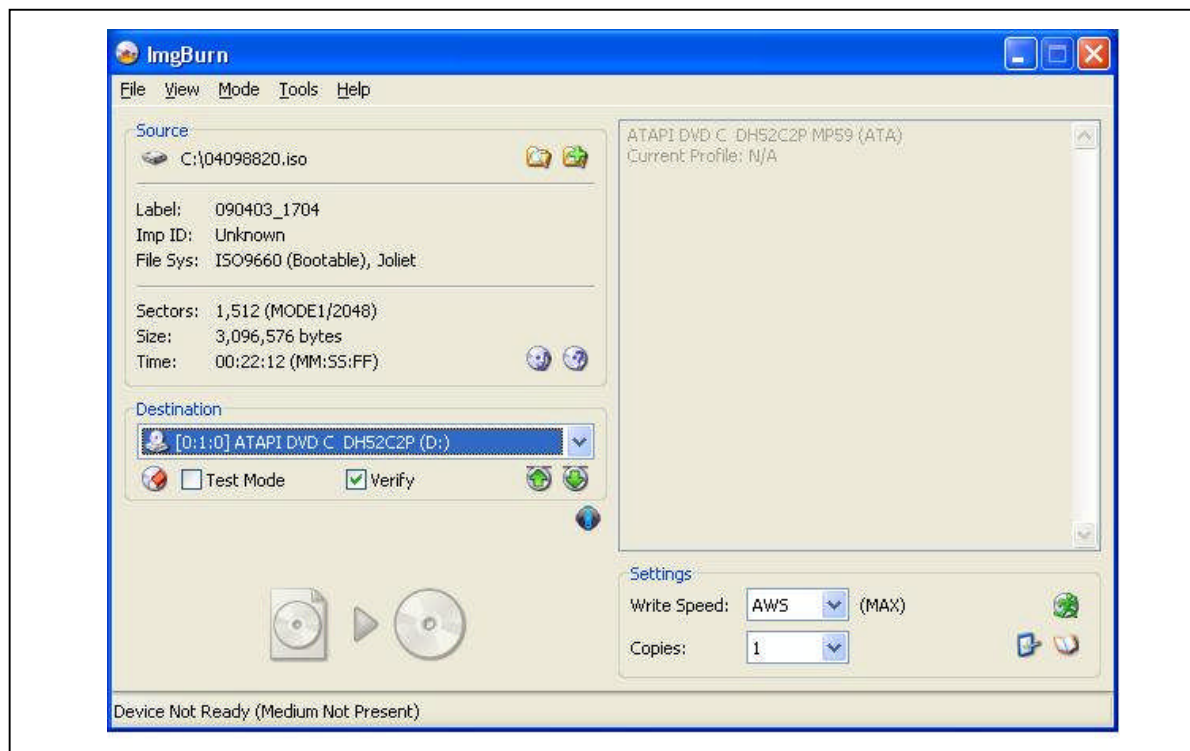 ImgBurn
File View Mode Tools Help
Source
C:\04098820.iso
Label: 090403_1704
Imp ID: Unknown
File Sys: ISO9660 (Bootable), Joliet
Sectors: 1,512 (MODE1/2048)
Size: 3,096,576 bytes
Time: 00:22:12 (MM:SS:FF)
Destination
[0:1:0] ATAPI DVD C DH52C2P (D:)
Test Mode Verify
ATAPI DVD C DH52C2P MP59 (ATA)
Current Profile: N/A
Settings
Write Speed: AWS (MAX)
Copies: 1
Device Not Ready (Medium Not Present)